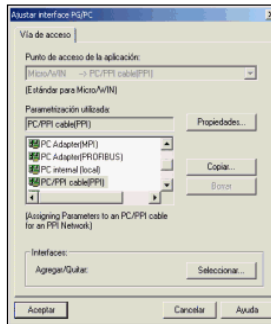 Ajustar interface PG/PC
Vía de acceso
Punto de acceso de la aplicación:
Micro/WIN -> PC/PPI cable(PPI)
(Estándar para Micro/WIN)
Parametrización utilizada:
PC/PPI cable(PPI)
Propiedades...
PC Adapter(MPI)
PC Adapter(PROFIBUS)
PC internal (local)
PC/PPI cable(PPI)
Copiar...
Borrar
(Assigning Parameters to an PC/PPI cable
for an PPI Network)
Interfaces:
Agregar/Quitar:
Seleccionar...
Aceptar
Cancelar
Ayuda